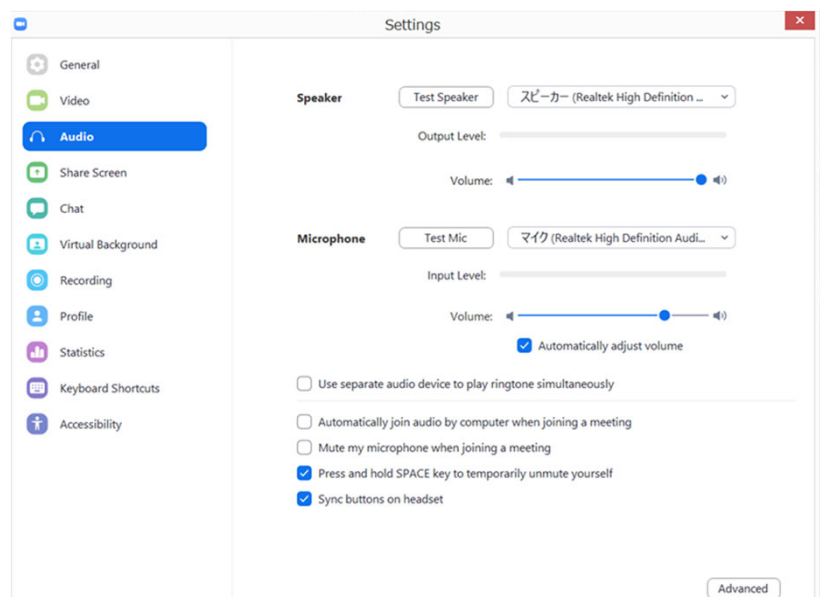 Settings
General
Video
Audio
Share Screen
Chat
Virtual Background
Recording
Profile
Statistics
Keyboard Shortcuts
Accessibility
Speaker
Test Speaker
スピーカー (Realtek High Definition ...
Output Level:
Volume:
Microphone
Test Mic
マイク (Realtek High Definition Audi...
Input Level:
Volume:
Automatically adjust volume
Use separate audio device to play ringtone simultaneously
Automatically join audio by computer when joining a meeting
Mute my microphone when joining a meeting
Press and hold SPACE key to temporarily unmute yourself
Sync buttons on headset
Advanced